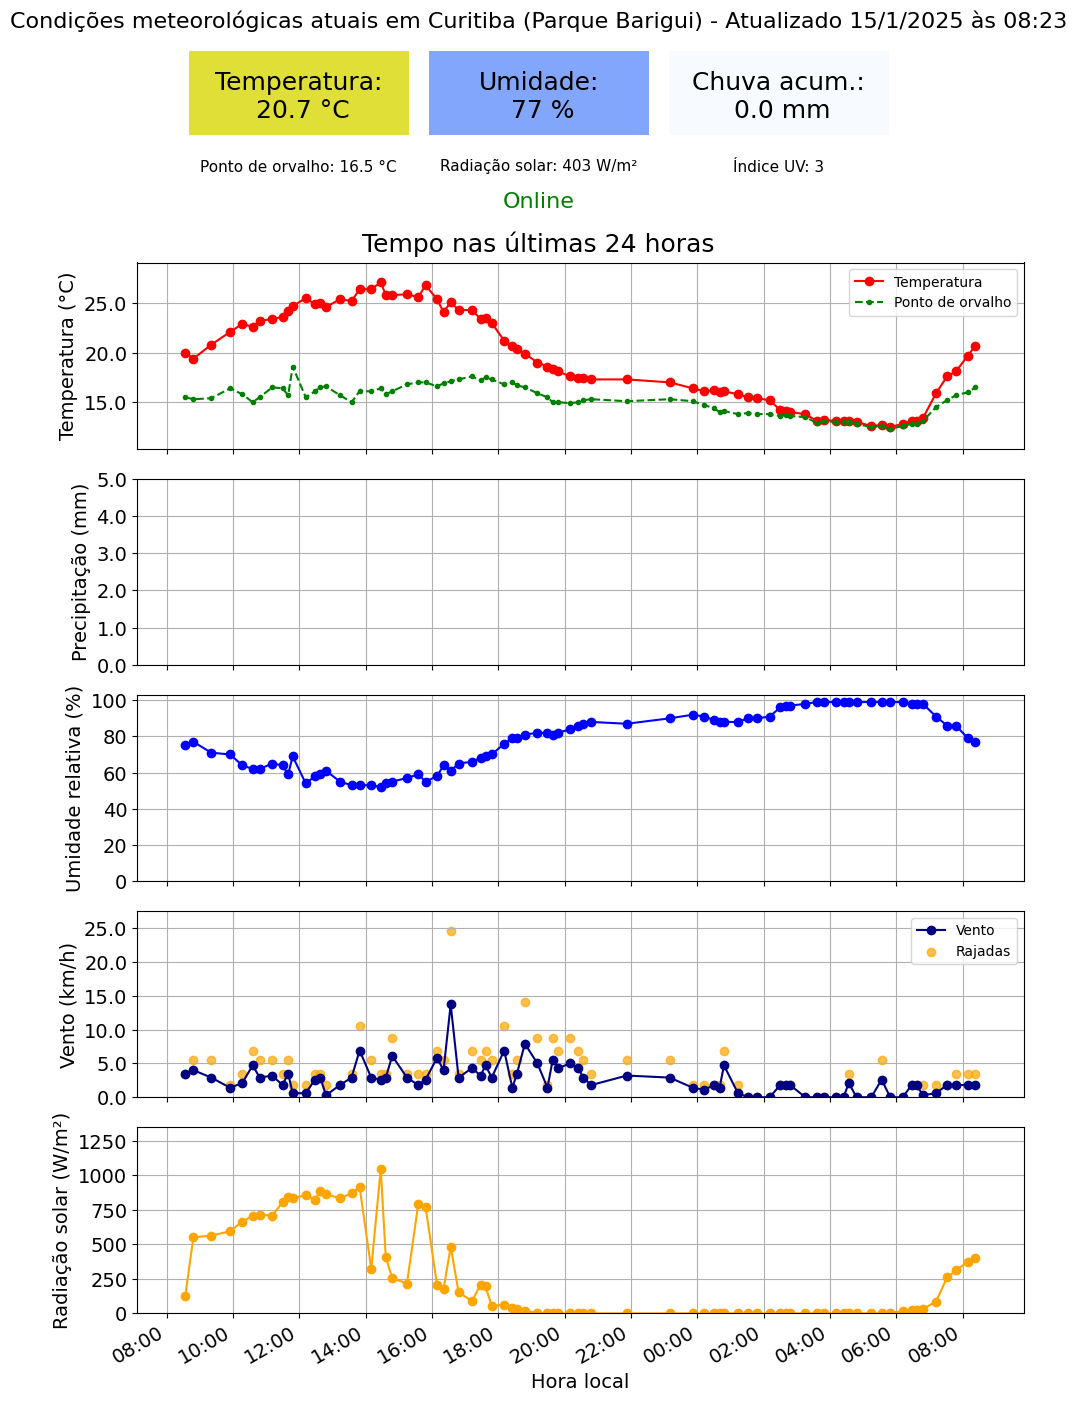 Condições meteorológicas atuais em Curitiba (Parque Barigui) - Atualizado 15/1/2025 às 08:23
Temperatura:
20.7 °C
Umidade:
77 %
Chuva acum.:
0.0 mm
Ponto de orvalho: 16.5 °C
Radiação solar: 403 W/m²
Índice UV: 3
Online
Tempo nas últimas 24 horas
Temperatura (°C)
25.0
20.0
15.0
Temperatura
Ponto de orvalho
Precipitação (mm)
5.0
4.0
3.0
2.0
1.0
0.0
Umidade relativa (%)
100
80
60
40
20
0
Vento (km/h)
25.0
20.0
15.0
10.0
5.0
0.0
Vento
Rajadas
Radiação solar (W/m²)
1250
1000
750
500
250
0
08:00
10:00
12:00
14:00
16:00
18:00
20:00
22:00
00:00
02:00
04:00
06:00
08:00
Hora local